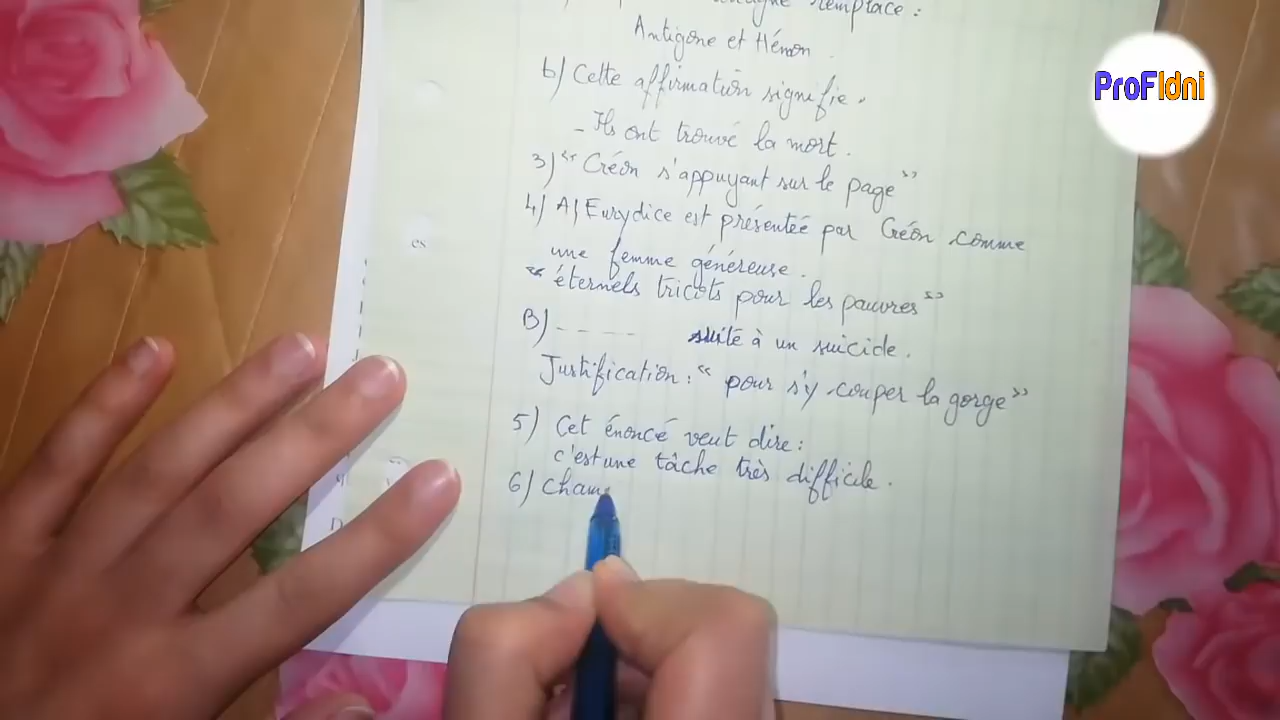 remplace :
Antigone et Hémon.
b) Cette affirmation signifie.
- Ils ont trouvé la mort.
3) "Créon s'appuyant sur le page"
4) A/ Eurydice est présentée par Créon comme
une femme généreuse.
"éternels tricots pour les pauvres"
B) ----- suite à un suicide.
Justification : "pour s'y couper la gorge"
5) Cet énoncé veut dire :
c'est une tâche très difficile.
6) Cham
es
D
ProFIdni